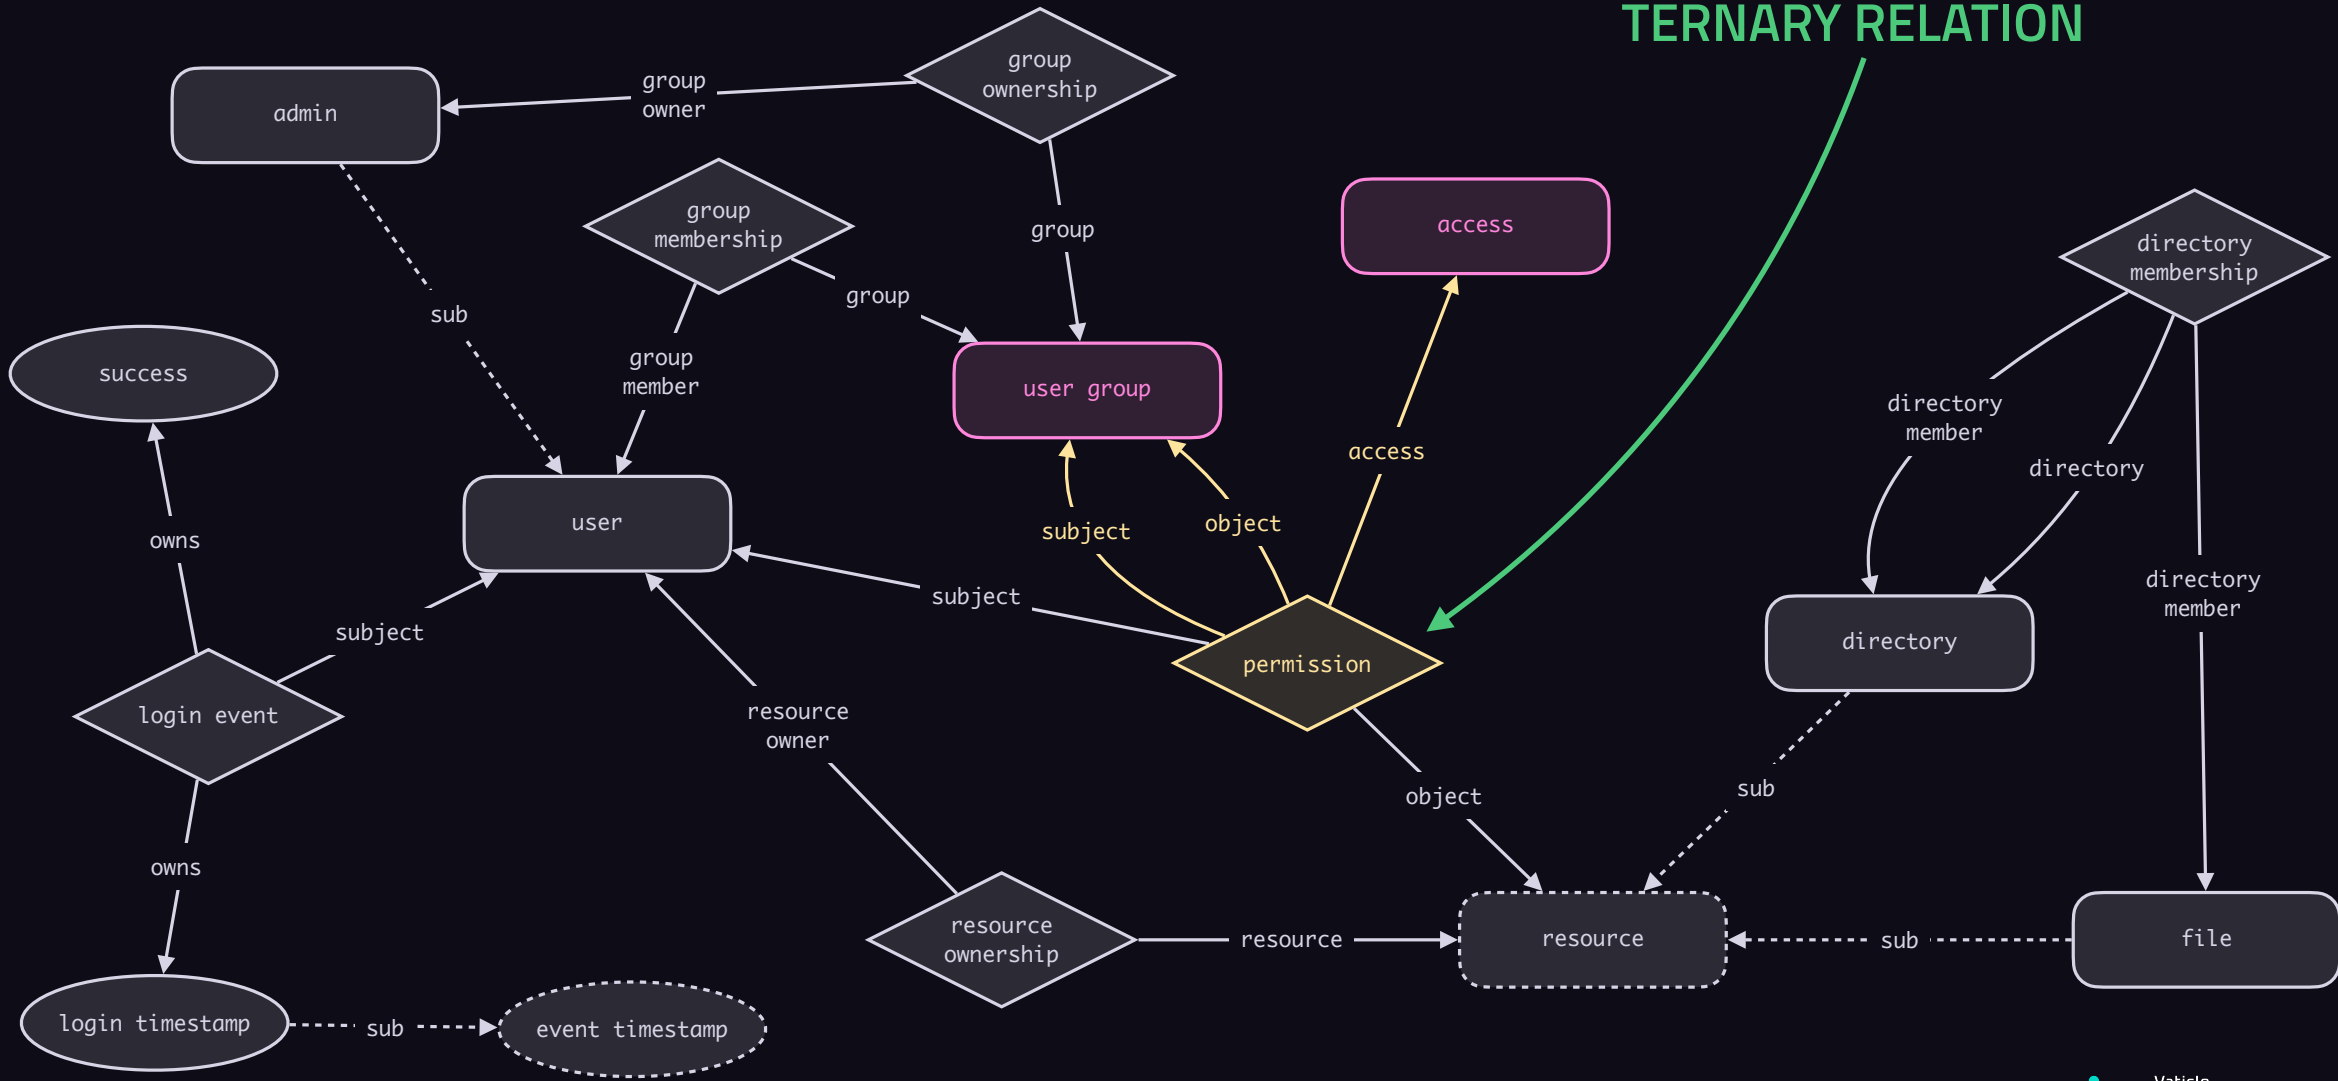 TERNARY RELATION
group
ownership
group
owner
admin
group
membership
group
access
directory
membership
group
sub
group
member
success
user group
directory
member
access
directory
user
object
subject
owns
directory
member
subject
subject
directory
permission
login event
resource
owner
sub
object
owns
resource
ownership
resource
resource
sub
file
login timestamp
sub
event timestamp